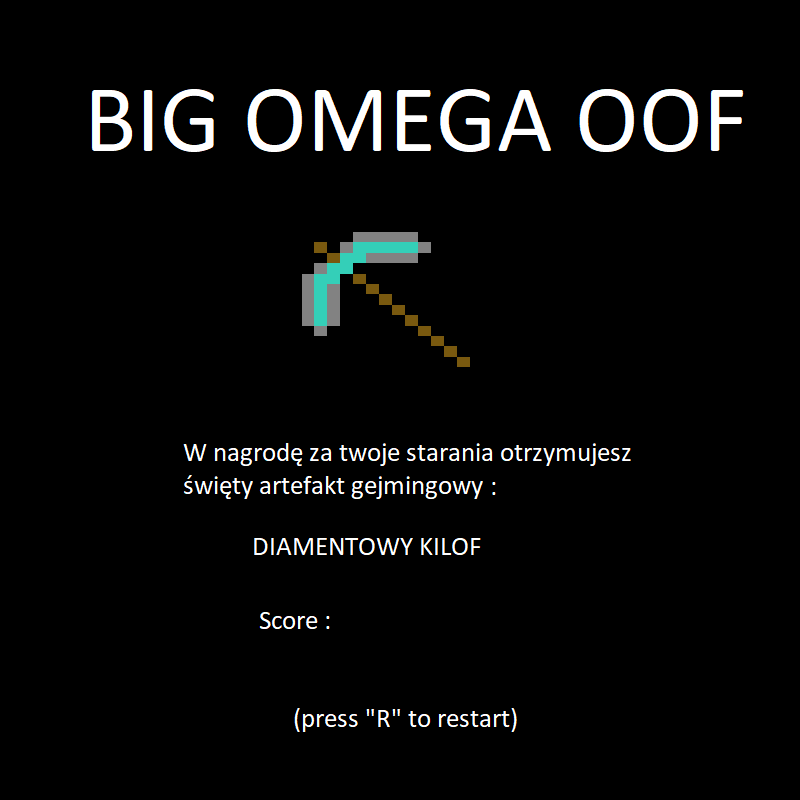 BIG OMEGA OOF
W nagrodę za twoje starania otrzymujesz
święty artefakt gejmingowy :
DIAMENTOWY KILOF
Score :
(press "R" to restart)